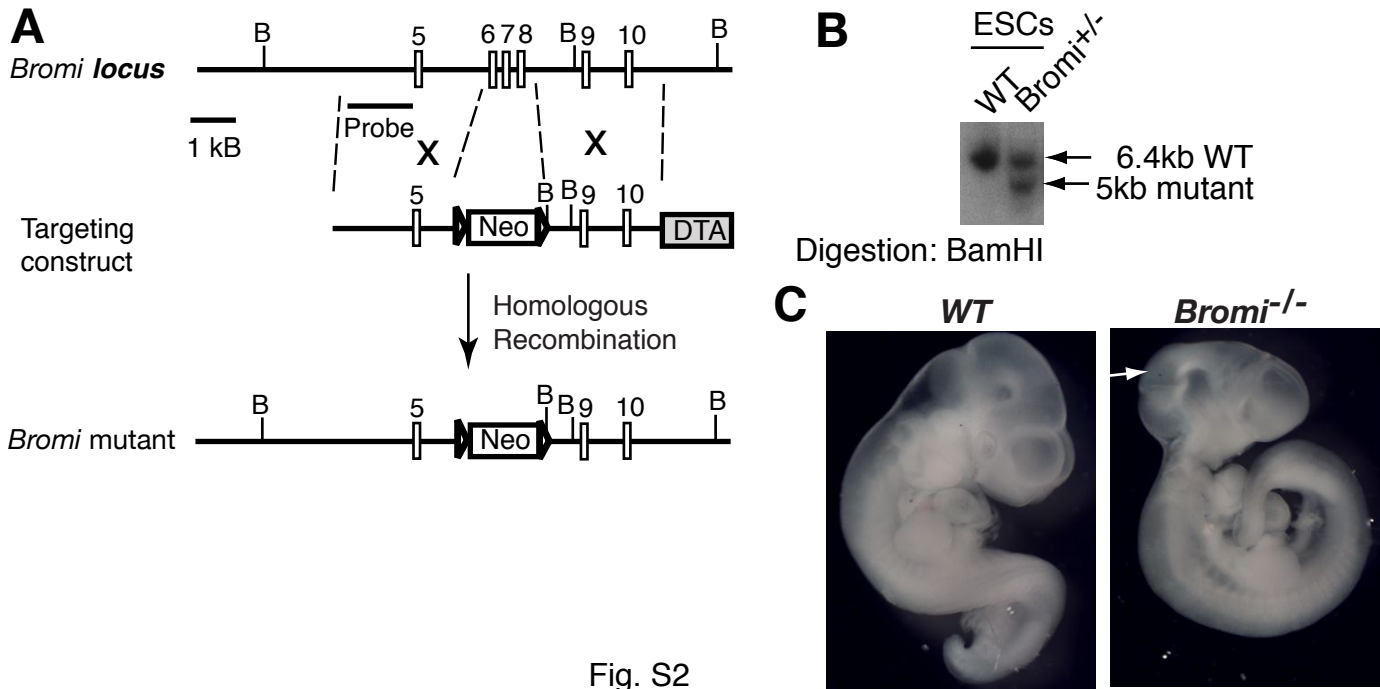 A
B 5 6 7 8 B 9 10 B
Bromi locus
1 kB
Probe
X X
5 B B 9 10
Targeting
construct
Neo
DTA
Homologous
Recombination
B 5 B B 9 10 B
Bromi mutant
Neo
B
ESCs
WT
Bromi+/-
6.4kb WT
5kb mutant
Digestion: BamHI
C
WT
Bromi-/-
Fig. S2